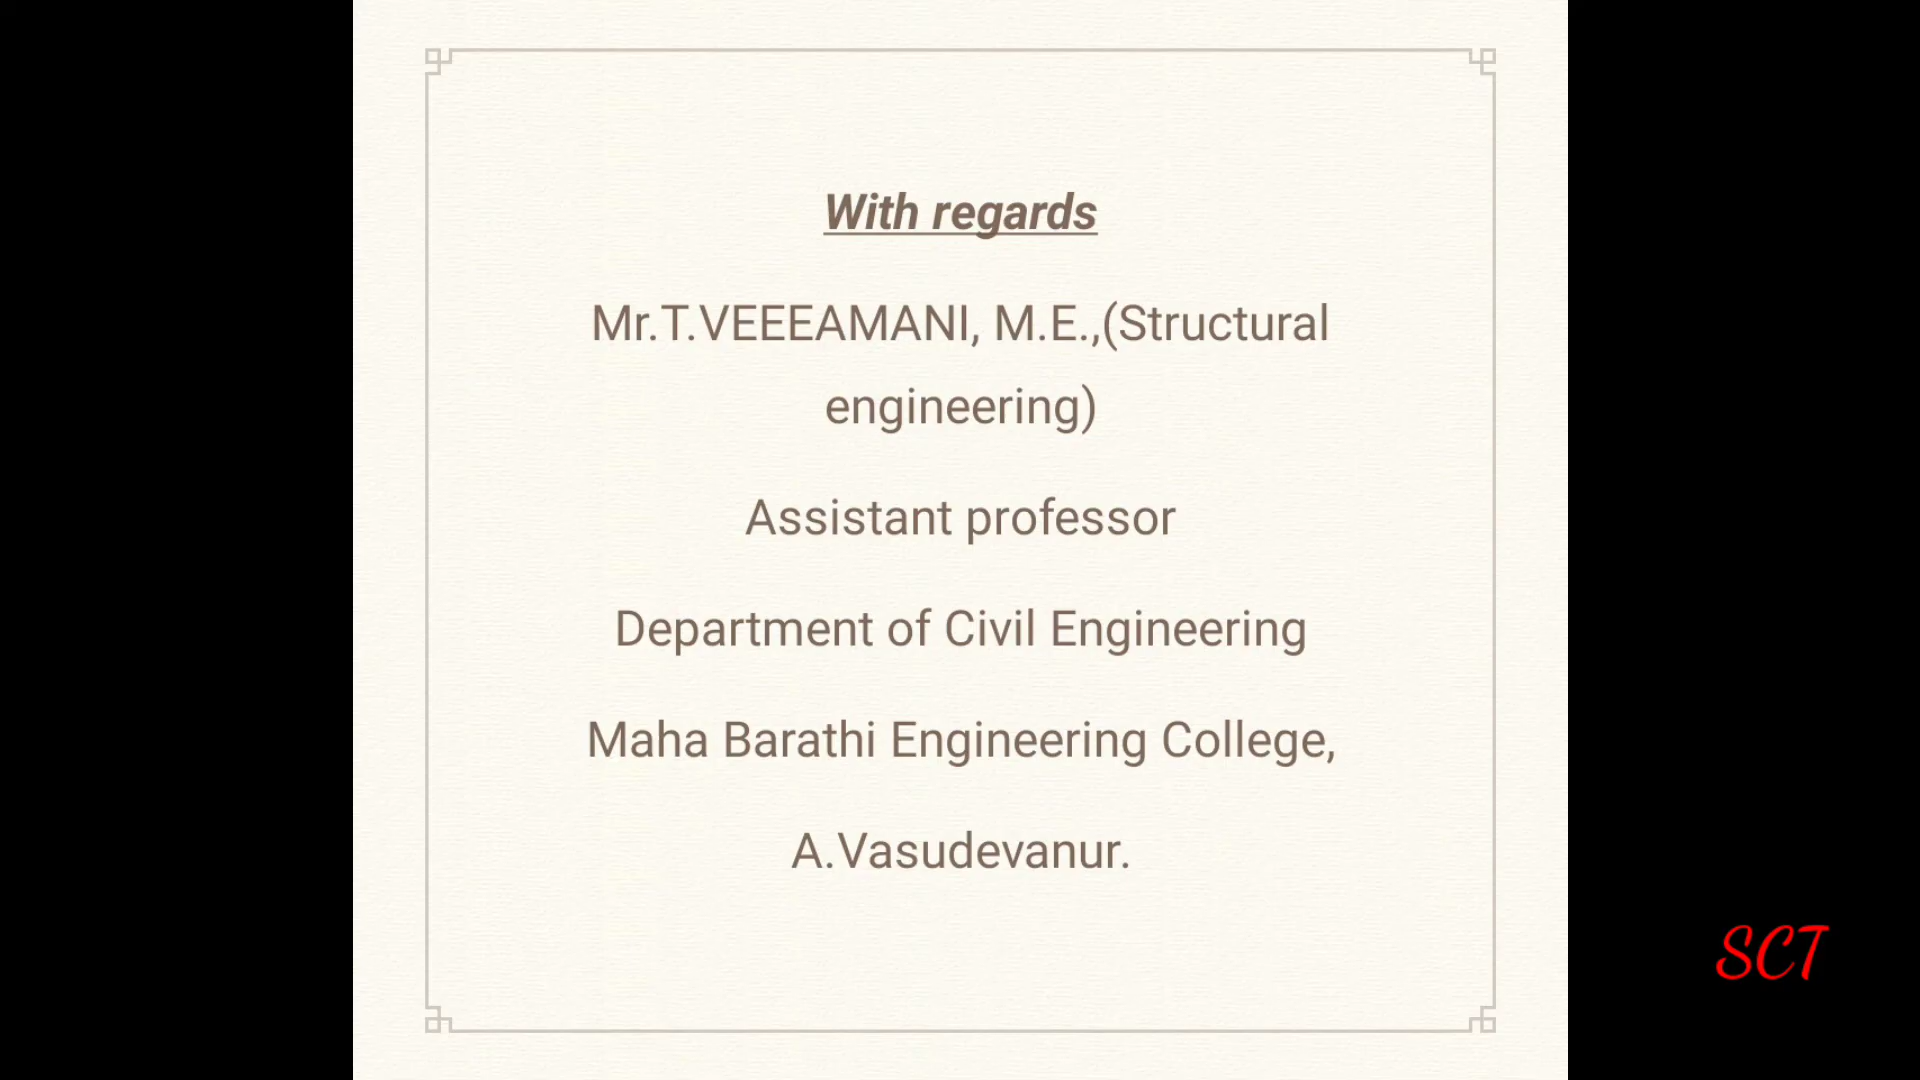 With regards
Mr.T.VEEEAMANI, M.E.,(Structural
engineering)
Assistant professor
Department of Civil Engineering
Maha Barathi Engineering College,
A.Vasudevanur.
SCT